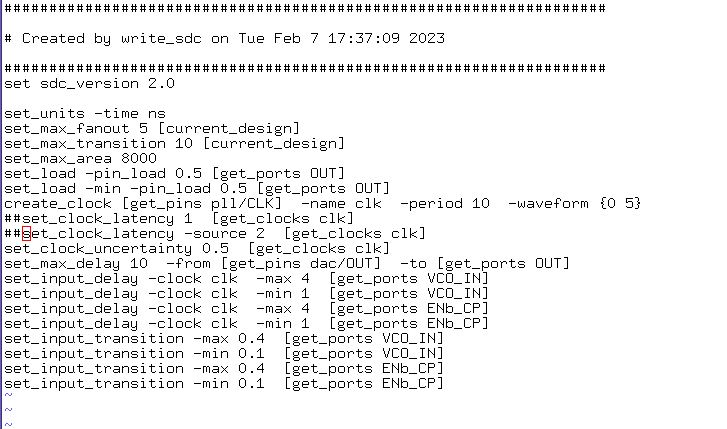 ###################################################################
# Created by write_sdc on Tue Feb 7 17:37:09 2023
###################################################################
set sdc_version 2.0
set_units -time ns
set_max_fanout 5 [current_design]
set_max_transition 10 [current_design]
set_max_area 8000
set_load -pin_load 0.5 [get_ports OUT]
set_load -min -pin_load 0.5 [get_ports OUT]
create_clock [get_pins pll/CLK]  -name clk  -period 10  -waveform {0 5}
##set_clock_latency 1  [get_clocks clk]
##set_clock_latency -source 2  [get_clocks clk]
set_clock_uncertainty 0.5  [get_clocks clk]
set_max_delay 10  -from [get_pins dac/OUT]  -to [get_ports OUT]
set_input_delay -clock clk  -max 4  [get_ports VCO_IN]
set_input_delay -clock clk  -min 1  [get_ports VCO_IN]
set_input_delay -clock clk  -max 4  [get_ports ENb_CP]
set_input_delay -clock clk  -min 1  [get_ports ENb_CP]
set_input_transition -max 0.4  [get_ports VCO_IN]
set_input_transition -min 0.1  [get_ports VCO_IN]
set_input_transition -max 0.4  [get_ports ENb_CP]
set_input_transition -min 0.1  [get_ports ENb_CP]
~
~
~